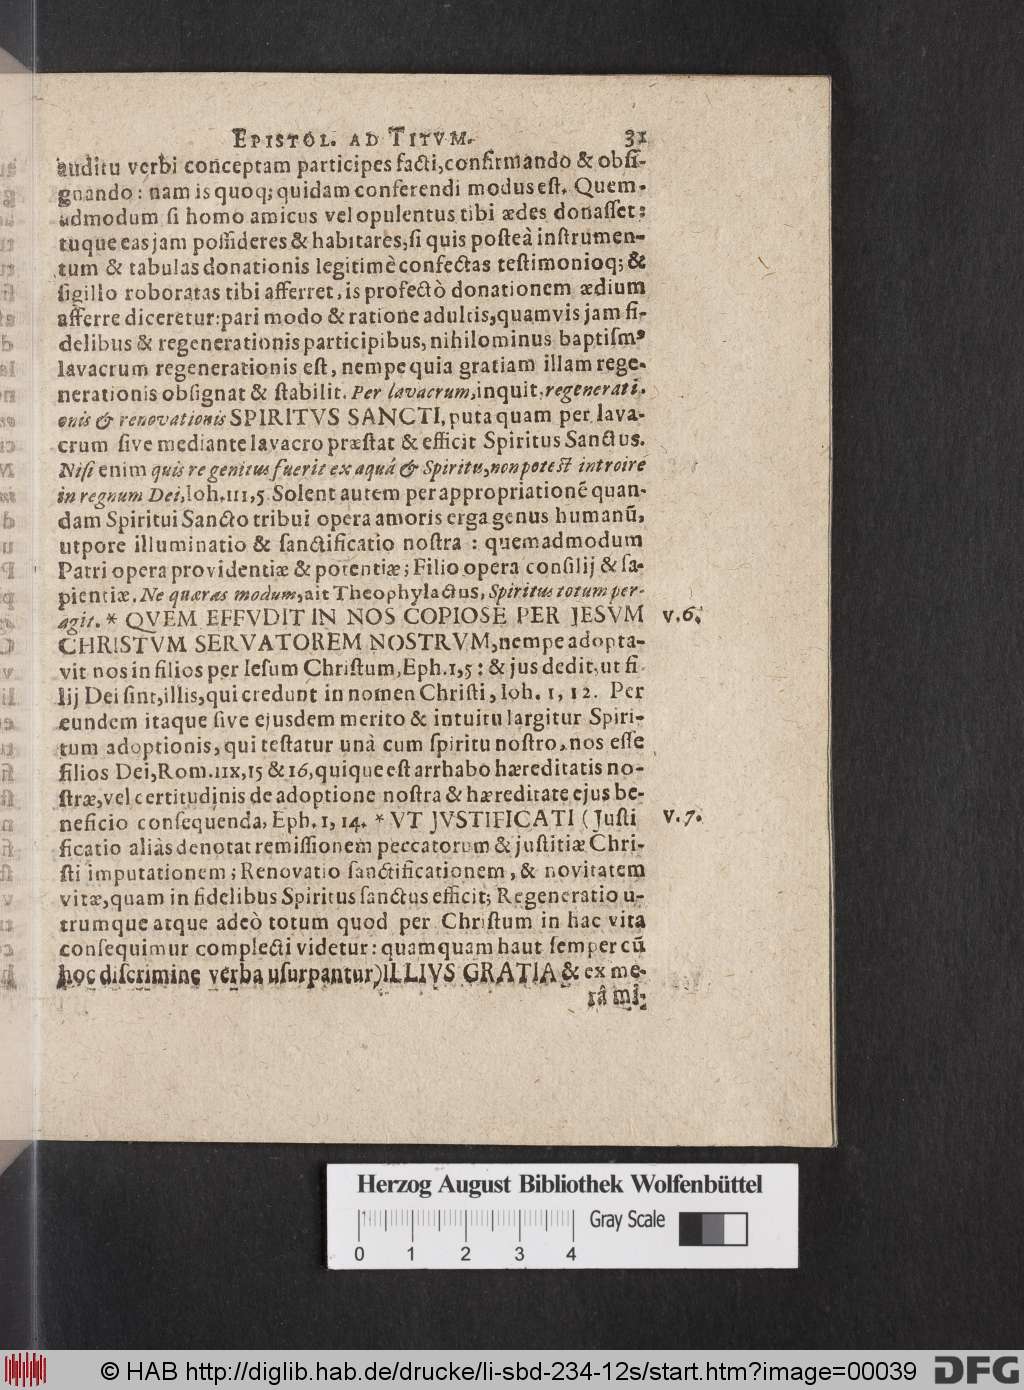 EPISTOL. AD TITVM. 31
auditu verbi conceptam participes facti, confirmando & obsi-
gnando: nam is quoq; quidam conferendi modus est. Quem-
admodum si homo amicus vel opulentus tibi ædes donasset:
tuque eas jam possideres & habitares, si quis posteà instrumen-
tum & tabulas donationis legitimè confectas testimonioq; &
sigillo roboratas tibi afferret, is profectò donationem ædium
afferre diceretur: pari modo & ratione adultis, quamvis jam fi-
delibus & regenerationis participibus, nihilominus baptismꝰ
lavacrum regenerationis est, nempe quia gratiam illam rege-
nerationis obsignat & stabilit. Per lavacrum, inquit, regenerati-
onis & renovationis SPIRITVS SANCTI, puta quam per lava-
crum sive mediante lavacro præstat & efficit Spiritus Sanctus.
Nisi enim quis regenitus fuerit ex aquâ & Spiritu, non potest introire
in regnum Dei, Ioh. III, 5. Solent autem per appropriationẽ quan-
dam Spiritui Sancto tribui opera amoris erga genus humanũ,
utpore illuminatio & sanctificatio nostra: quemadmodum
Patri opera providentiæ & potentiæ; Filio opera consilij & sa-
pientiæ. Ne quæras modum, ait Theophylactus, Spiritus totum per-
agit. * QVEM EFFVDIT IN NOS COPIOSE PER JESVM v. 6.
CHRISTVM SERVATOREM NOSTRVM, nempe adopta-
vit nos in filios per Iesum Christum, Eph. 1, 5: & jus dedit, ut fi-
lij Dei sint, illis, qui credunt in nomen Christi, Ioh. 1, 12. Per
eundem itaque sive ejusdem merito & intuitu largitur Spiri-
tum adoptionis, qui testatur unà cum spiritu nostro, nos esse
filios Dei, Rom. IIX, 15 & 16, quique est arrhabo hæreditatis no-
stræ, vel certitudinis de adoptione nostra & hæreditate ejus be-
neficio consequenda, Eph. 1, 14. * VT JVSTIFICATI (Justi v. 7.
ficatio aliàs denotat remissionem peccatorum & justitiæ Chri-
sti imputationem; Renovatio sanctificationem, & novitatem
vitæ, quam in fidelibus Spiritus sanctus efficit; Regeneratio u-
trumque atque adeò totum quod per Christum in hac vita
consequimur complecti videtur: quamquam haut semper cũ
hoc discrimine verba usurpantur) ILLIVS GRATIA & ex me-
râ mi-
Herzog August Bibliothek Wolfenbüttel
Gray Scale
0 1 2 3 4
© HAB http://diglib.hab.de/drucke/li-sbd-234-12s/start.htm?image=00039
DFG